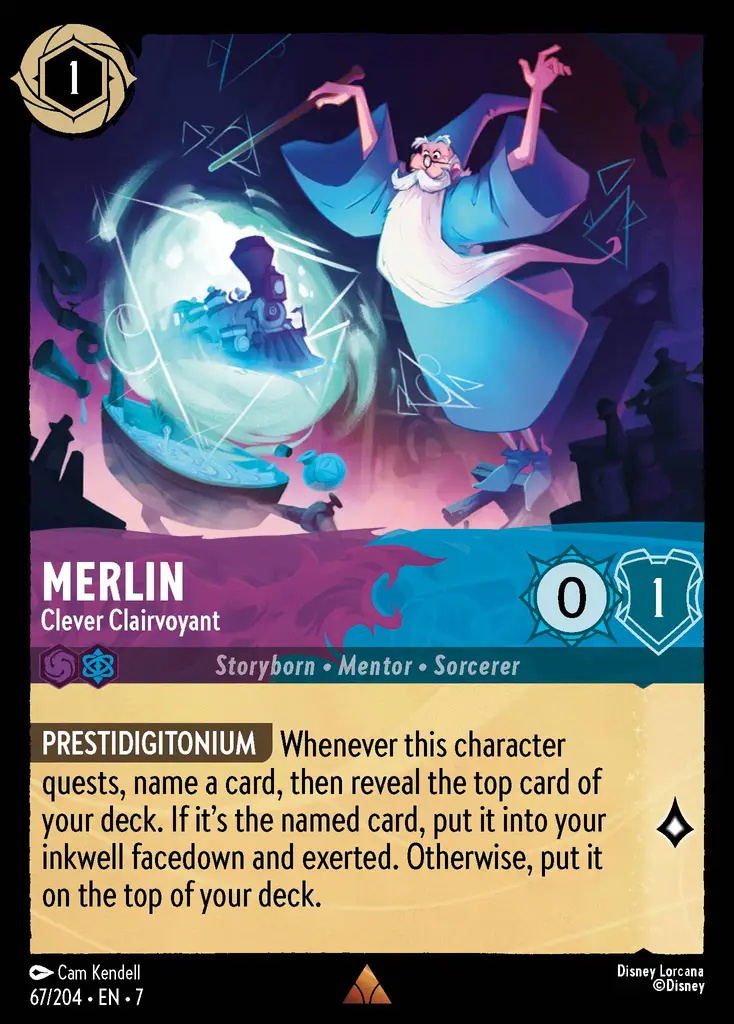 1
MERLIN
Clever Clairvoyant
0
1
Storyborn • Mentor • Sorcerer
PRESTIDIGITONIUM Whenever this character
quests, name a card, then reveal the top card of
your deck. If it's the named card, put it into your
inkwell facedown and exerted. Otherwise, put it
on the top of your deck.
Cam Kendell
67/204 • EN • 7
Disney Lorcana
©Disney